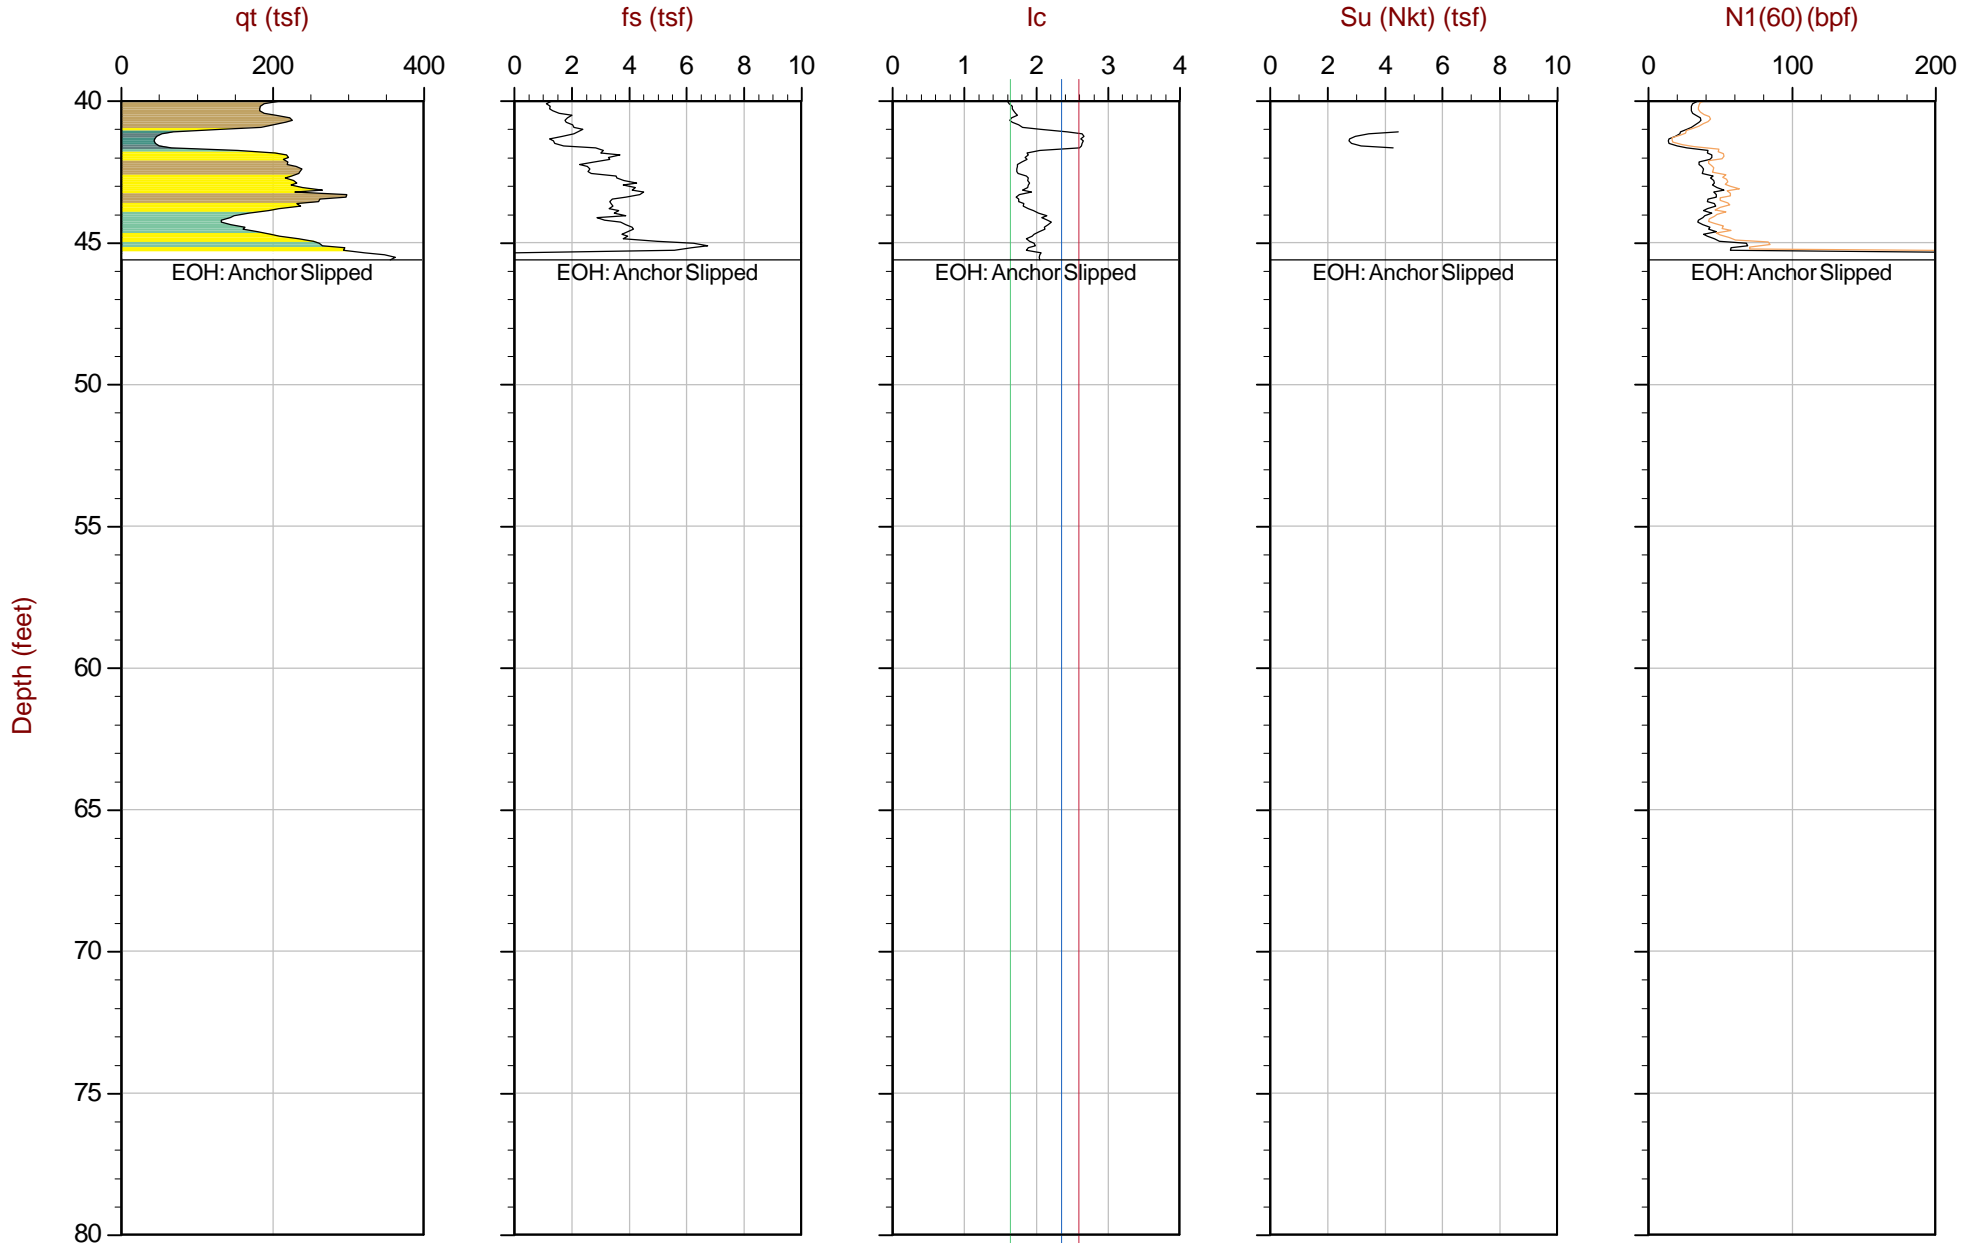 qt (tsf) fs (tsf) Ic Su (Nkt) (tsf) N1(60) (bpf)
0 200 400 0 2 4 6 8 10 0 1 2 3 4 0 2 4 6 8 10 0 100 200
40
45
EOH: Anchor Slipped EOH: Anchor Slipped EOH: Anchor Slipped EOH: Anchor Slipped EOH: Anchor Slipped
50
55
60
Depth (feet)
65
70
75
80